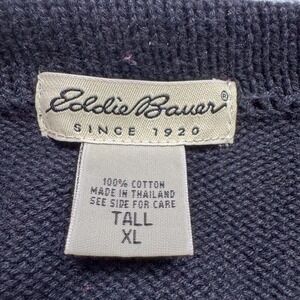 Eddie Bauer®
SINCE 1920
100% COTTON
MADE IN THAILAND
SEE SIDE FOR CARE
TALL
XL